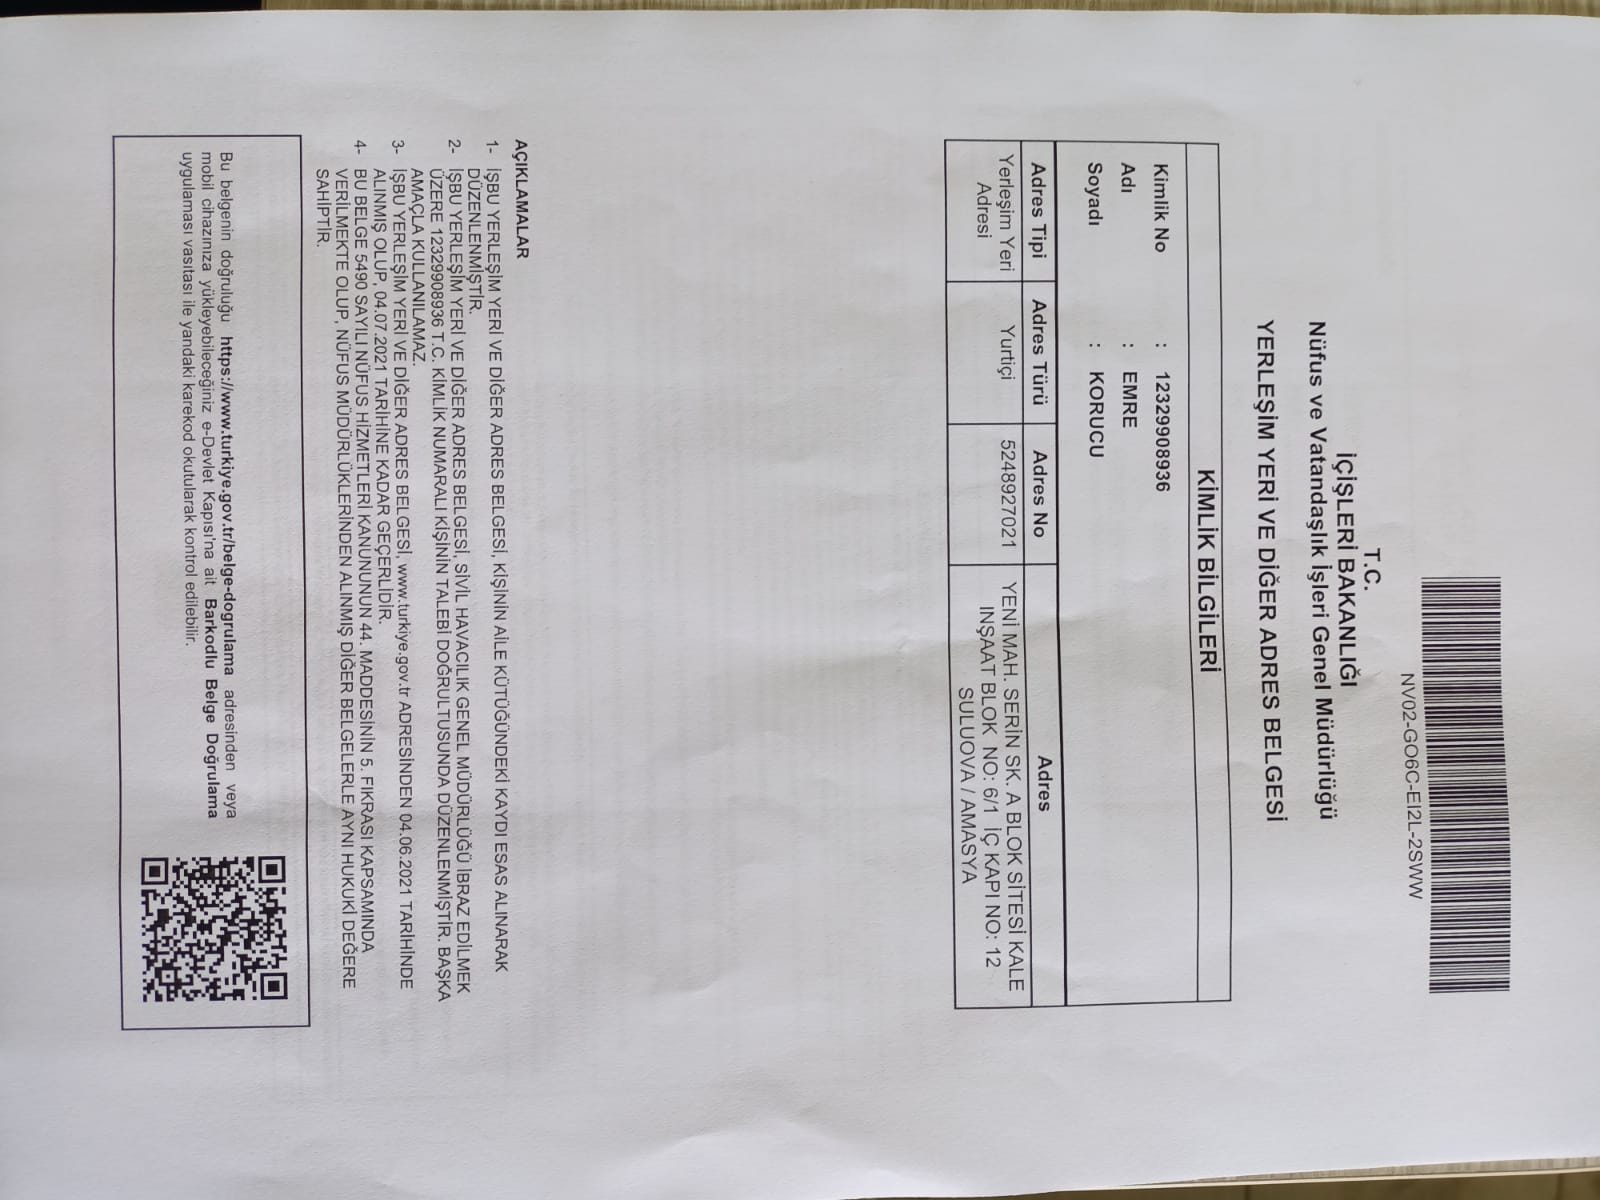 NV02-GO6C-EI2L-2SWW
T.C.
İÇİŞLERİ BAKANLIĞI
Nüfus ve Vatandaşlık İşleri Genel Müdürlüğü
YERLEŞİM YERİ VE DİĞER ADRES BELGESİ
KİMLİK BİLGİLERİ
Kimlik No : 12329908936
Adı : EMRE
Soyadı : KORUCU
Adres Tipi Adres Türü Adres No Adres
Yerleşim Yeri Adresi Yurtiçi 5248927021 YENİ MAH. SERİN SK. A BLOK SİTESİ KALE
INŞAAT BLOK NO: 6/1 İÇ KAPI NO: 12
SULUOVA / AMASYA
AÇIKLAMALAR
1- İŞBU YERLEŞİM YERİ VE DİĞER ADRES BELGESİ, KİŞİNİN AİLE KÜTÜĞÜNDEKİ KAYDI ESAS ALINARAK
DÜZENLENMİŞTİR.
2- İŞBU YERLEŞİM YERİ VE DİĞER ADRES BELGESİ, SİVİL HAVACILIK GENEL MÜDÜRLÜĞÜ İBRAZ EDİLMEK
ÜZERE 12329908936 T.C. KİMLİK NUMARALI KİŞİNİN TALEBİ DOĞRULTUSUNDA DÜZENLENMİŞTİR. BAŞKA
AMAÇLA KULLANILAMAZ.
3- İŞBU YERLEŞİM YERİ VE DİĞER ADRES BELGESİ, www.turkiye.gov.tr ADRESİNDEN 04.06.2021 TARİHİNDE
ALINMIŞ OLUP, 04.07.2021 TARİHİNE KADAR GEÇERLİDİR.
4- BU BELGE 5490 SAYILI NÜFUS HİZMETLERİ KANUNUNUN 44. MADDESİNİN 5. FIKRASI KAPSAMINDA
VERİLMEKTE OLUP, NÜFUS MÜDÜRLÜKLERİNDEN ALINMIŞ DİĞER BELGELERLE AYNI HUKUKİ DEĞERE
SAHİPTİR.
Bu belgenin doğruluğu https://www.turkiye.gov.tr/belge-dogrulama adresinden veya
mobil cihazınıza yükleyebileceğiniz e-Devlet Kapısı'na ait Barkodlu Belge Doğrulama
uygulaması vasıtası ile yandaki karekod okutularak kontrol edilebilir.